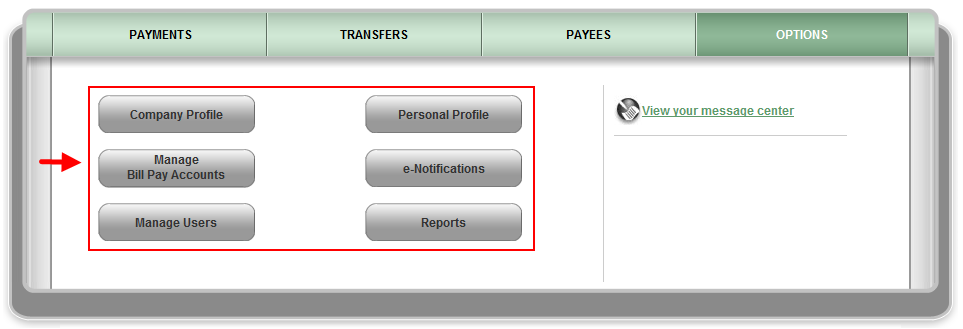 PAYMENTS TRANSFERS PAYEES OPTIONS
Company Profile
Personal Profile
View your message center
Manage
Bill Pay Accounts
e-Notifications
Manage Users
Reports